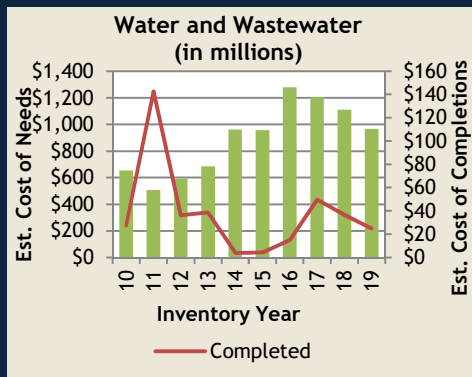 Water and Wastewater
(in millions)
Est. Cost of Needs
$1,400
$1,200
$1,000
$800
$600
$400
$200
$0
$160
$140
$120
$100
$80
$60
$40
$20
$0
Est. Cost of Completions
10 11 12 13 14 15 16 17 18 19
Inventory Year
Completed